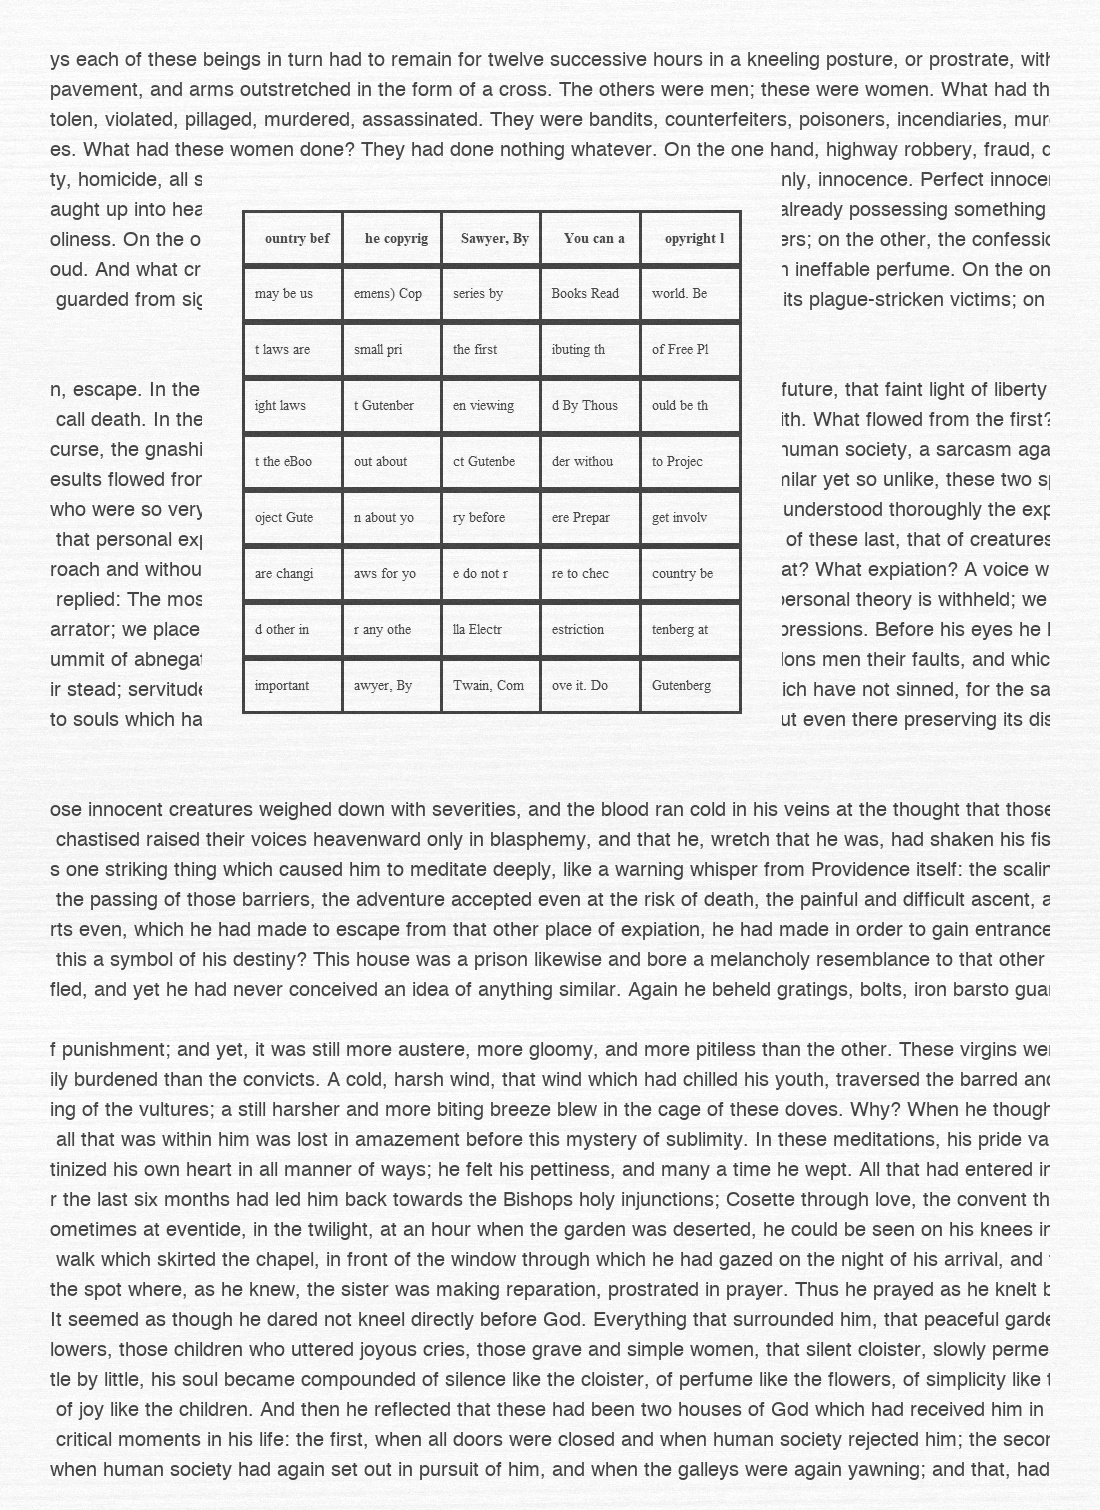 ys each of these beings in turn had to remain for twelve successive hours in a kneeling posture, or prostrate, with
pavement, and arms outstretched in the form of a cross. The others were men; these were women. What had th
tolen, violated, pillaged, murdered, assassinated. They were bandits, counterfeiters, poisoners, incendiaries, mur
es. What had these women done? They had done nothing whatever. On the one hand, highway robbery, fraud, d
ty, homicide, all s
aught up into hea
oliness. On the o
oud. And what cr
guarded from sig
n, escape. In the
call death. In the
curse, the gnashi
esults flowed from
who were so very
that personal exp
roach and withou
replied: The mos
arrator; we place
ummit of abnegat
ir stead; servitude
to souls which ha
ountry bef he copyrig Sawyer, By You can a opyright l
may be us emens) Cop series by Books Read world. Be
t laws are small pri the first ibuting th of Free Pl
ight laws t Gutenber en viewing d By Thous ould be th
t the eBoo out about ct Gutenbe der withou to Projec
oject Gute n about yo ry before ere Prepar get involv
are changi aws for yo e do not r re to chec country be
d other in r any othe lla Electr estriction tenberg at
important awyer, By Twain, Com ove it. Do Gutenberg
nly, innocence. Perfect innocen
already possessing something
ers; on the other, the confessio
n ineffable perfume. On the on
its plague-stricken victims; on
future, that faint light of liberty
ith. What flowed from the first?
human society, a sarcasm aga
milar yet so unlike, these two sp
understood thoroughly the exp
of these last, that of creatures
at? What expiation? A voice w
personal theory is withheld; we
pressions. Before his eyes he h
dons men their faults, and whic
ich have not sinned, for the sa
ut even there preserving its dis
ose innocent creatures weighed down with severities, and the blood ran cold in his veins at the thought that those
chastised raised their voices heavenward only in blasphemy, and that he, wretch that he was, had shaken his fis
s one striking thing which caused him to meditate deeply, like a warning whisper from Providence itself: the scalin
the passing of those barriers, the adventure accepted even at the risk of death, the painful and difficult ascent, a
rts even, which he had made to escape from that other place of expiation, he had made in order to gain entrance
this a symbol of his destiny? This house was a prison likewise and bore a melancholy resemblance to that other
fled, and yet he had never conceived an idea of anything similar. Again he beheld gratings, bolts, iron barsto guar
f punishment; and yet, it was still more austere, more gloomy, and more pitiless than the other. These virgins wer
ily burdened than the convicts. A cold, harsh wind, that wind which had chilled his youth, traversed the barred and
ing of the vultures; a still harsher and more biting breeze blew in the cage of these doves. Why? When he though
all that was within him was lost in amazement before this mystery of sublimity. In these meditations, his pride va
tinized his own heart in all manner of ways; he felt his pettiness, and many a time he wept. All that had entered in
r the last six months had led him back towards the Bishops holy injunctions; Cosette through love, the convent th
ometimes at eventide, in the twilight, at an hour when the garden was deserted, he could be seen on his knees in
walk which skirted the chapel, in front of the window through which he had gazed on the night of his arrival, and
the spot where, as he knew, the sister was making reparation, prostrated in prayer. Thus he prayed as he knelt b
It seemed as though he dared not kneel directly before God. Everything that surrounded him, that peaceful garde
lowers, those children who uttered joyous cries, those grave and simple women, that silent cloister, slowly perme
tle by little, his soul became compounded of silence like the cloister, of perfume like the flowers, of simplicity like t
of joy like the children. And then he reflected that these had been two houses of God which had received him in
critical moments in his life: the first, when all doors were closed and when human society rejected him; the secon
when human society had again set out in pursuit of him, and when the galleys were again yawning; and that, had